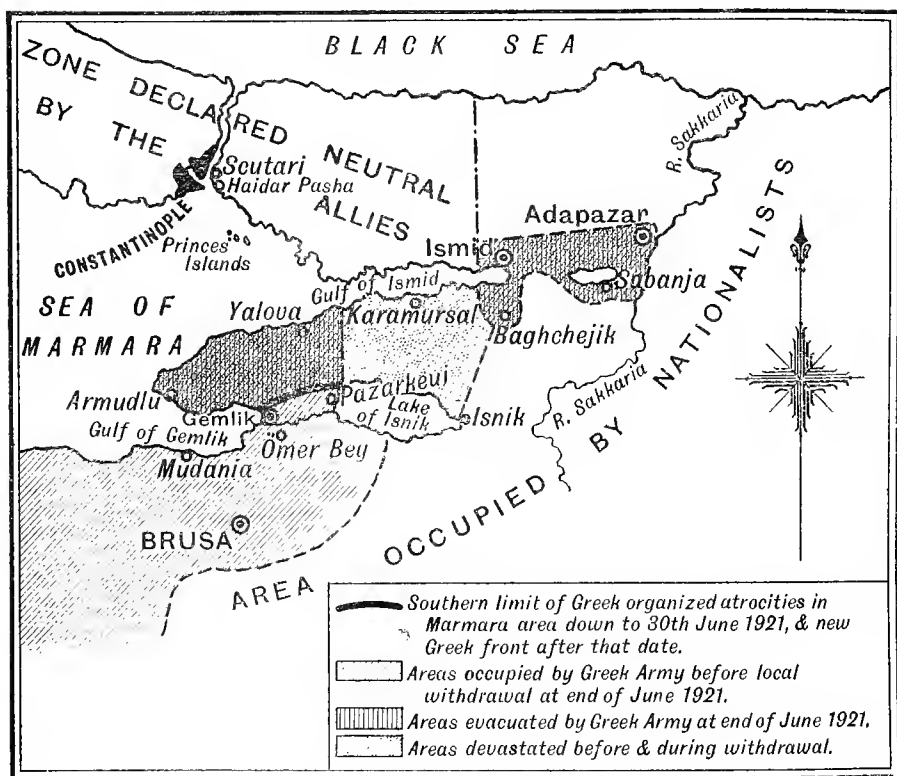 BLACK SEA
ZONE DECLARED NEUTRAL
BY THE ALLIES
R. Sakkaria
Scutari
Haidar Pasha
CONSTANTINOPLE
Princes
Islands
Adapazar
Ismid
Gulf of Ismid
Sabanja
SEA OF
MARMARA
Yalova
Karamursal
Baghchejik
Armudlu
Pazarkeui
Gemlik
Lake
of
Isnik
Isnik
R. Sakkaria
Gulf of Gemlik
Ömer Bey
Mudania
BRUSA
AREA OCCUPIED BY NATIONALISTS
Southern limit of Greek organized atrocities in
Marmara area down to 30th June 1921, & new
Greek front after that date.
Areas occupied by Greek Army before local
withdrawal at end of June 1921.
Areas evacuated by Greek Army at end of June 1921.
Areas devastated before & during withdrawal.